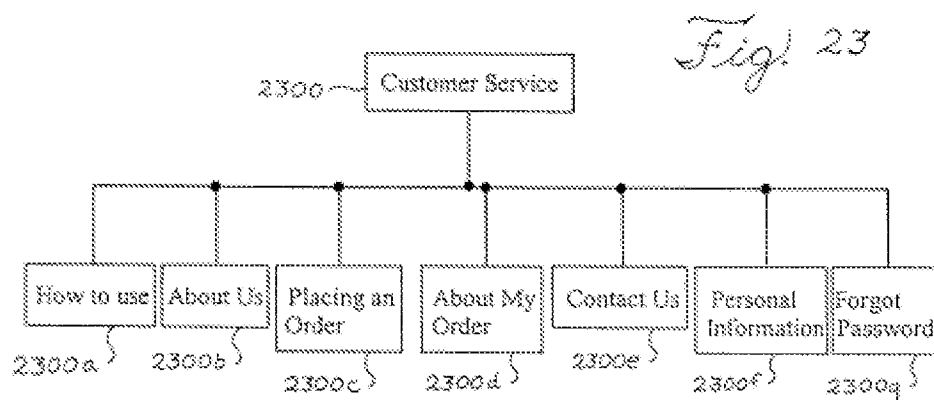 Fig. 23
2300
Customer Service
How to use
About Us
Placing an
Order
About My
Order
Contact Us
Personal
Information
Forgot
Password
2300a
2300b
2300c
2300d
2300e
2300f
2300g